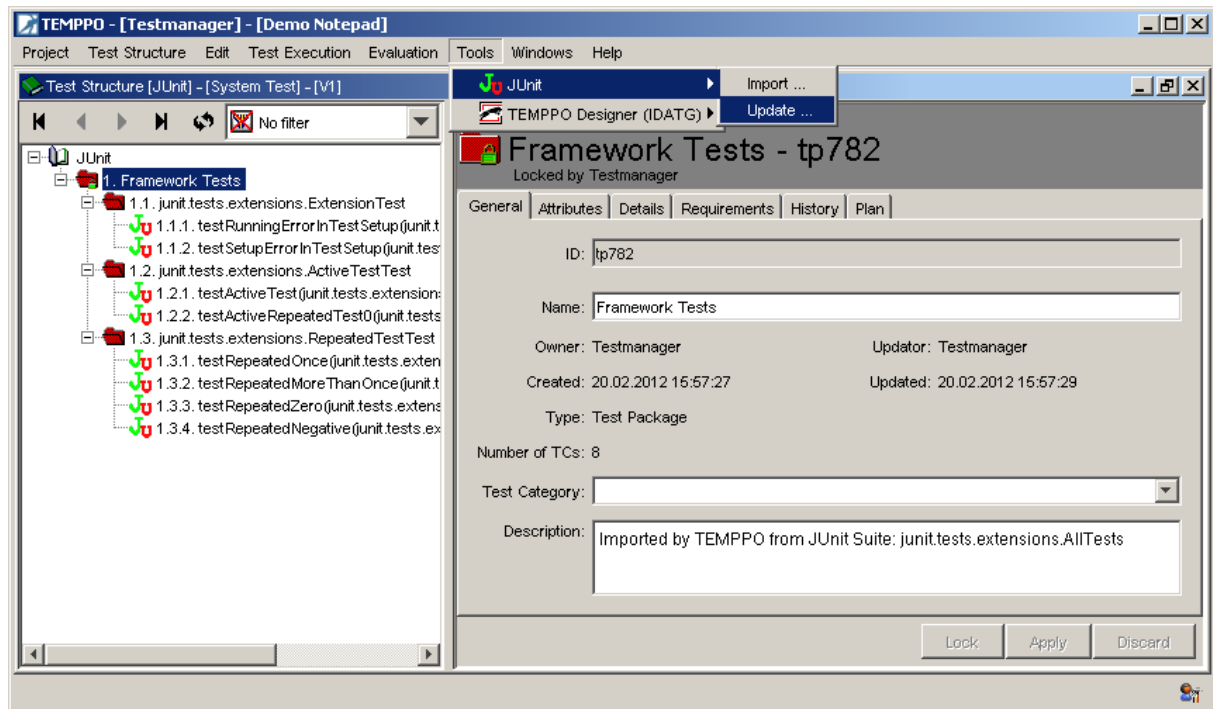 TEMPPO - [Testmanager] - [Demo Notepad]
Project Test Structure Edit Test Execution Evaluation Tools Windows Help
Test Structure [JUnit] - [System Test] - [V1]
JUnit
Import ...
TEMPPO Designer (IDATG)
Update ...
No filter
Framework Tests - tp782
Locked by Testmanager
JUnit
1. Framework Tests
1.1. junit.tests.extensions.ExtensionTest
1.1.1. testRunningErrorInTestSetup(junit.t
1.1.2. testSetupErrorInTestSetup(junit.tes
1.2. junit.tests.extensions.ActiveTestTest
1.2.1. testActiveTest(junit.tests.extension
1.2.2. testActiveRepeatedTest0(junit.tests
1.3. junit.tests.extensions.RepeatedTestTest
1.3.1. testRepeatedOnce(junit.tests.exten
1.3.2. testRepeatedMoreThanOnce(junit.t
1.3.3. testRepeatedZero(junit.tests.extens
1.3.4. testRepeatedNegative(junit.tests.ex
General Attributes Details Requirements History Plan
ID: tp782
Name: Framework Tests
Owner: Testmanager Updator: Testmanager
Created: 20.02.2012 15:57:27 Updated: 20.02.2012 15:57:29
Type: Test Package
Number of TCs: 8
Test Category:
Description: Imported by TEMPPO from JUnit Suite: junit.tests.extensions.AllTests
Lock Apply Discard